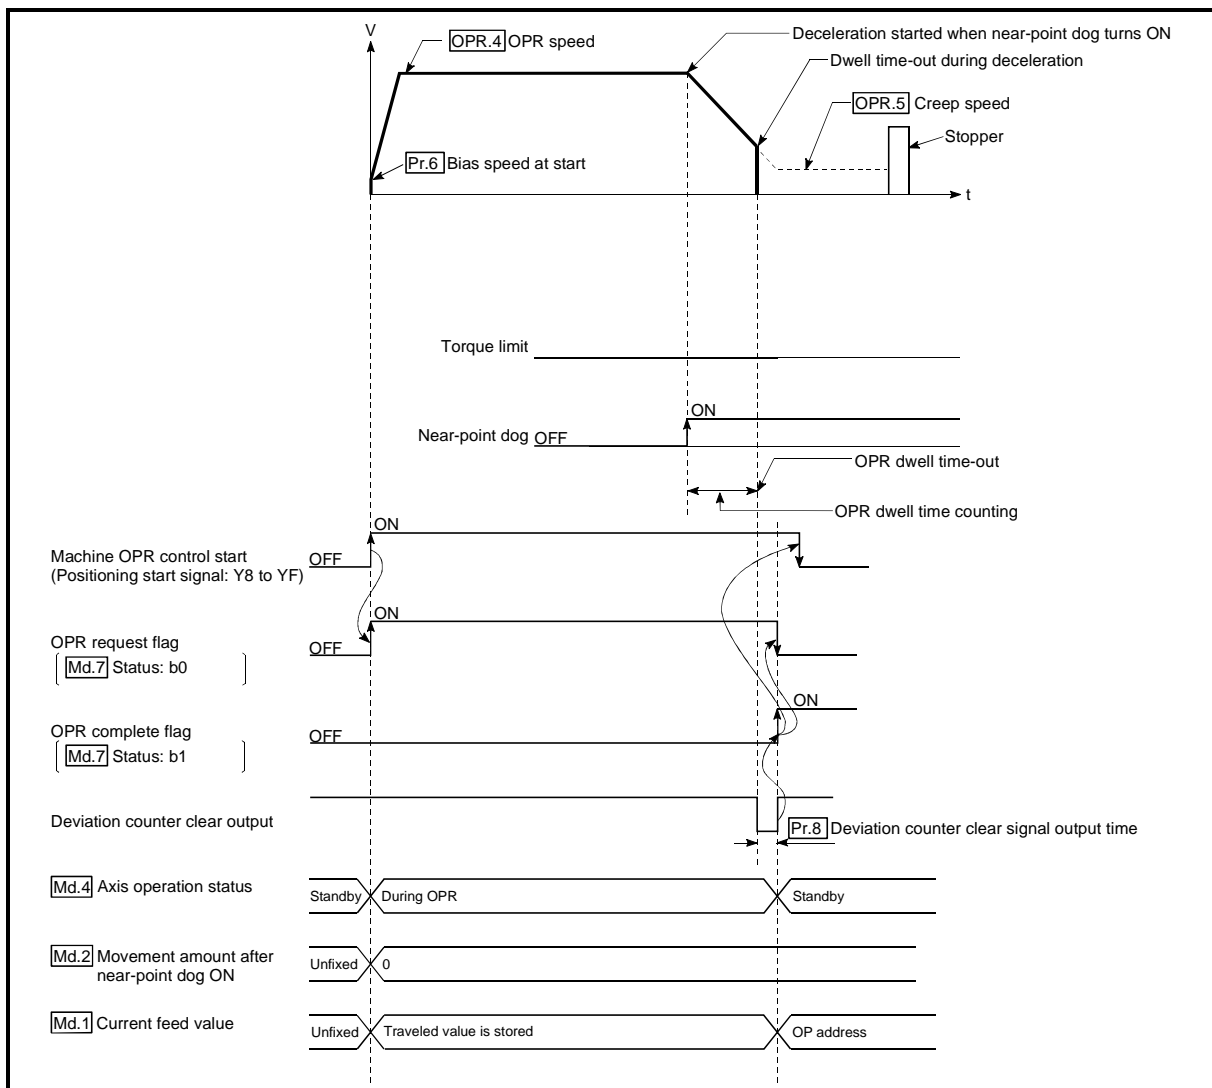 V
OPR.4 OPR speed
Deceleration started when near-point dog turns ON
Dwell time-out during deceleration
OPR.5 Creep speed
Stopper
Pr.6 Bias speed at start
t
Torque limit
ON
Near-point dog OFF
OPR dwell time-out
OPR dwell time counting
ON
Machine OPR control start
(Positioning start signal: Y8 to YF)
OFF
ON
OPR request flag
OFF
Md.7 Status: b0
ON
OPR complete flag
OFF
Md.7 Status: b1
Deviation counter clear output
Pr.8 Deviation counter clear signal output time
Md.4 Axis operation status
Standby
During OPR
Standby
Md.2 Movement amount after
near-point dog ON
Unfixed
0
Md.1 Current feed value
Unfixed
Traveled value is stored
OP address